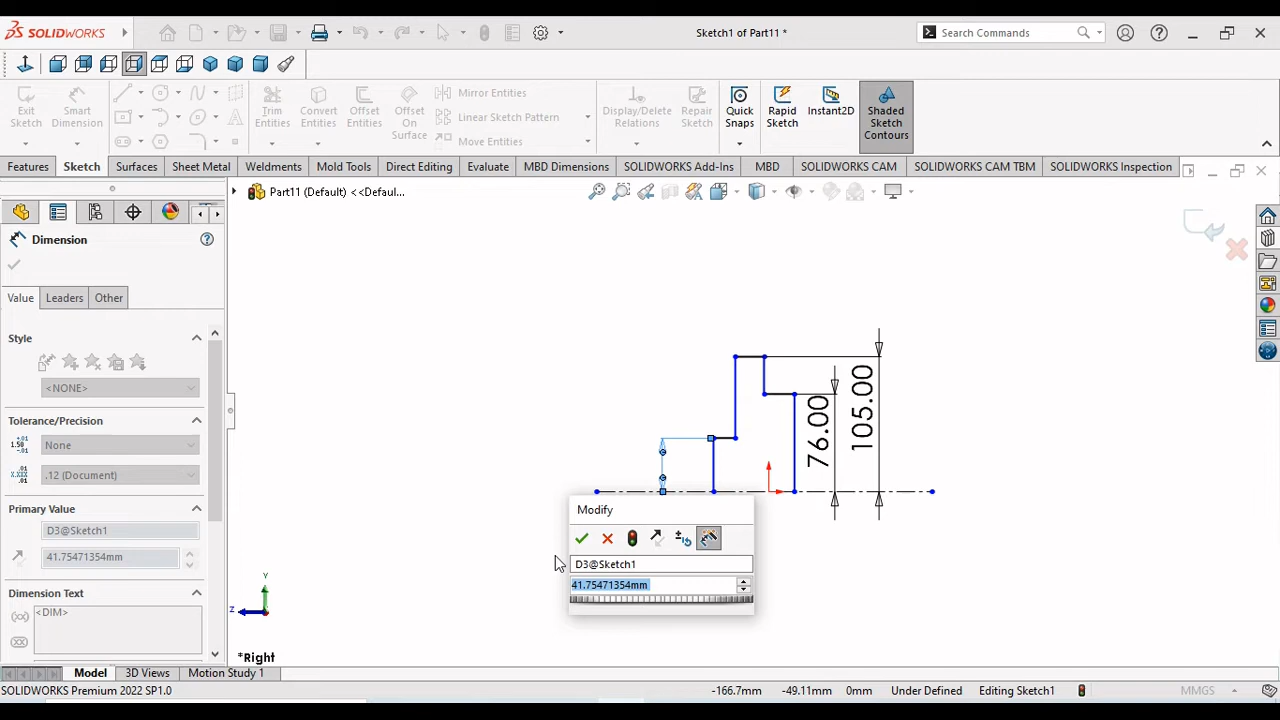 SOLIDWORKS
Sketch1 of Part11 *
Search Commands
Exit Sketch
Smart Dimension
Trim Entities
Convert Entities
Offset Entities
Offset On Surface
Mirror Entities
Linear Sketch Pattern
Move Entities
Display/Delete Relations
Repair Sketch
Quick Snaps
Rapid Sketch
Instant2D
Shaded Sketch Contours
Features
Sketch
Surfaces
Sheet Metal
Weldments
Mold Tools
Direct Editing
Evaluate
MBD Dimensions
SOLIDWORKS Add-Ins
MBD
SOLIDWORKS CAM
SOLIDWORKS CAM TBM
SOLIDWORKS Inspection
Part11 (Default) <<Defaul...
Dimension
Value
Leaders
Other
Style
<NONE>
Tolerance/Precision
None
.12 (Document)
Primary Value
D3@Sketch1
41.75471354mm
Dimension Text
<DIM>
76.00
105.00
Modify
D3@Sketch1
41.75471354mm
Y
Z
*Right
Model
3D Views
Motion Study 1
SOLIDWORKS Premium 2022 SP1.0
-166.7mm
-49.11mm
0mm
Under Defined
Editing Sketch1
MMGS